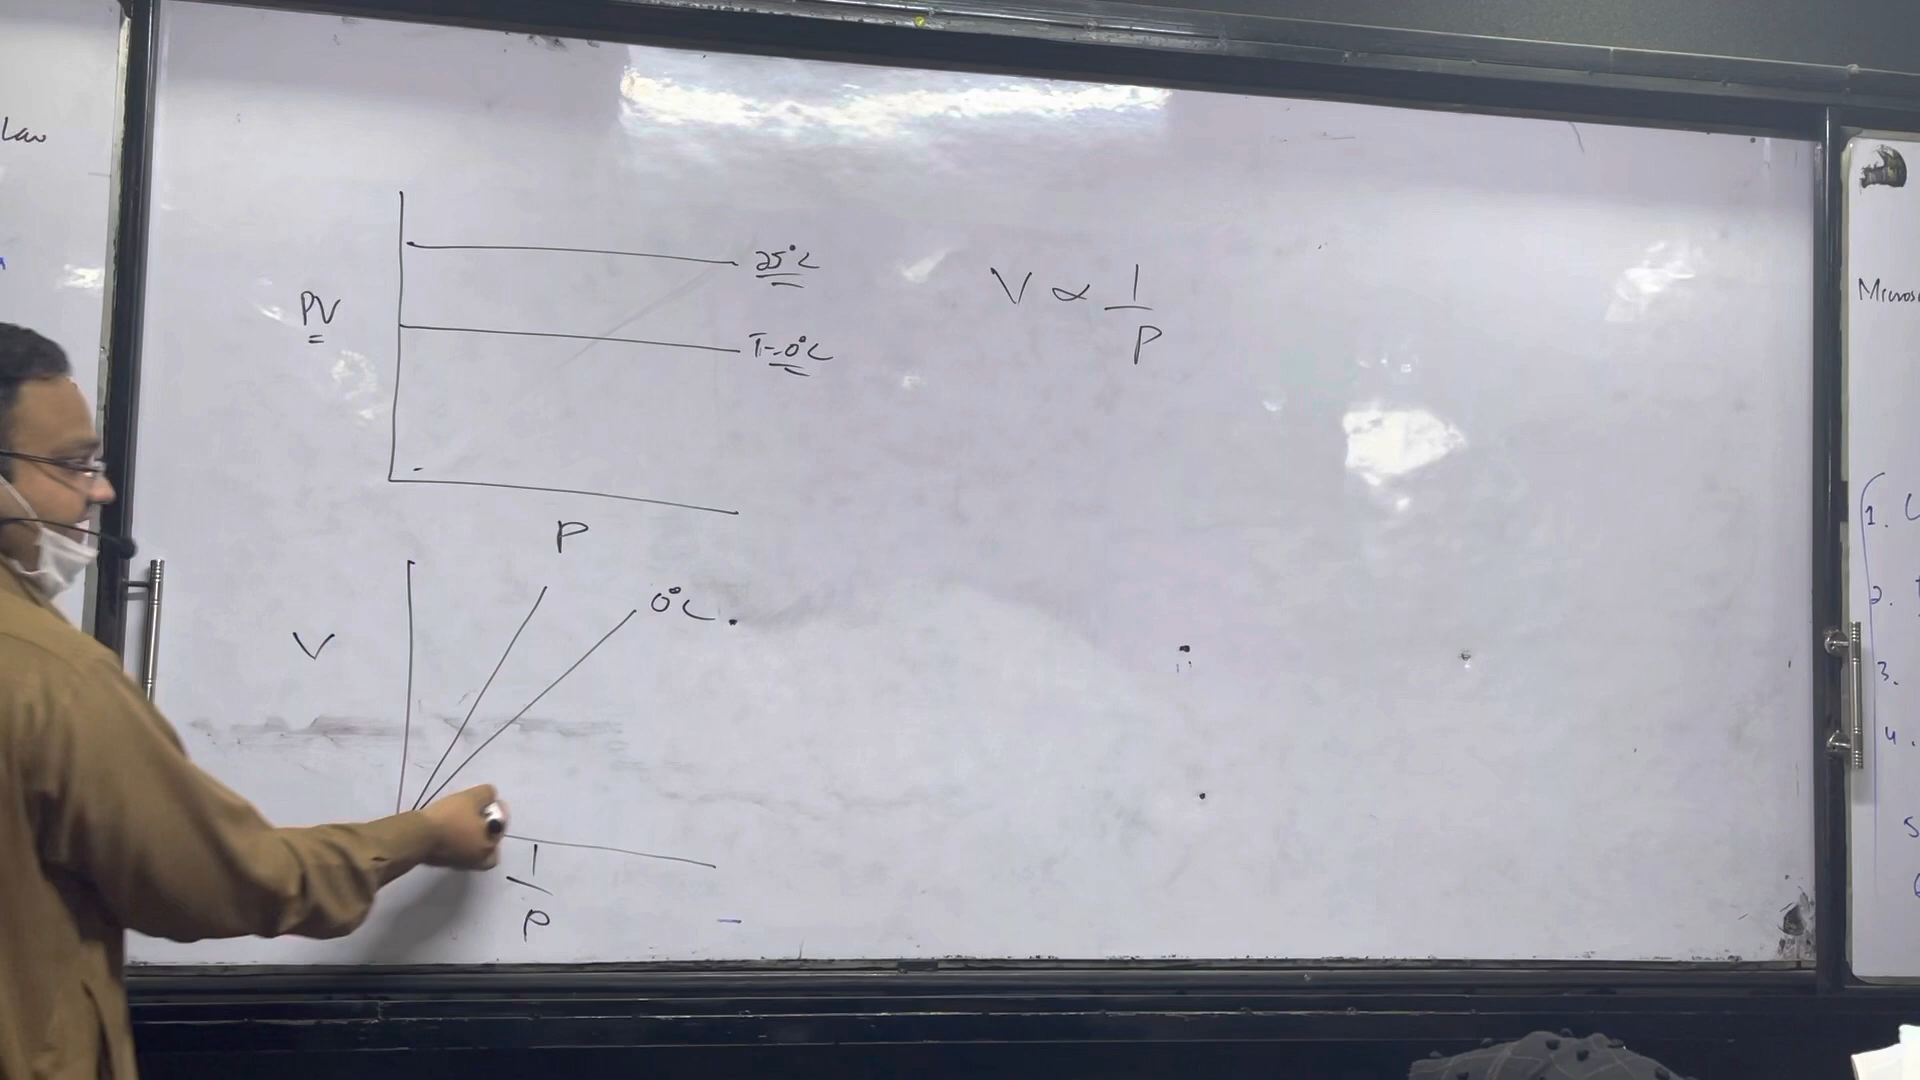 Law
25°C
PV
T=0°C
P
V ∝ 1/P
V
0°C
1/P
1.
2.
3.
4.